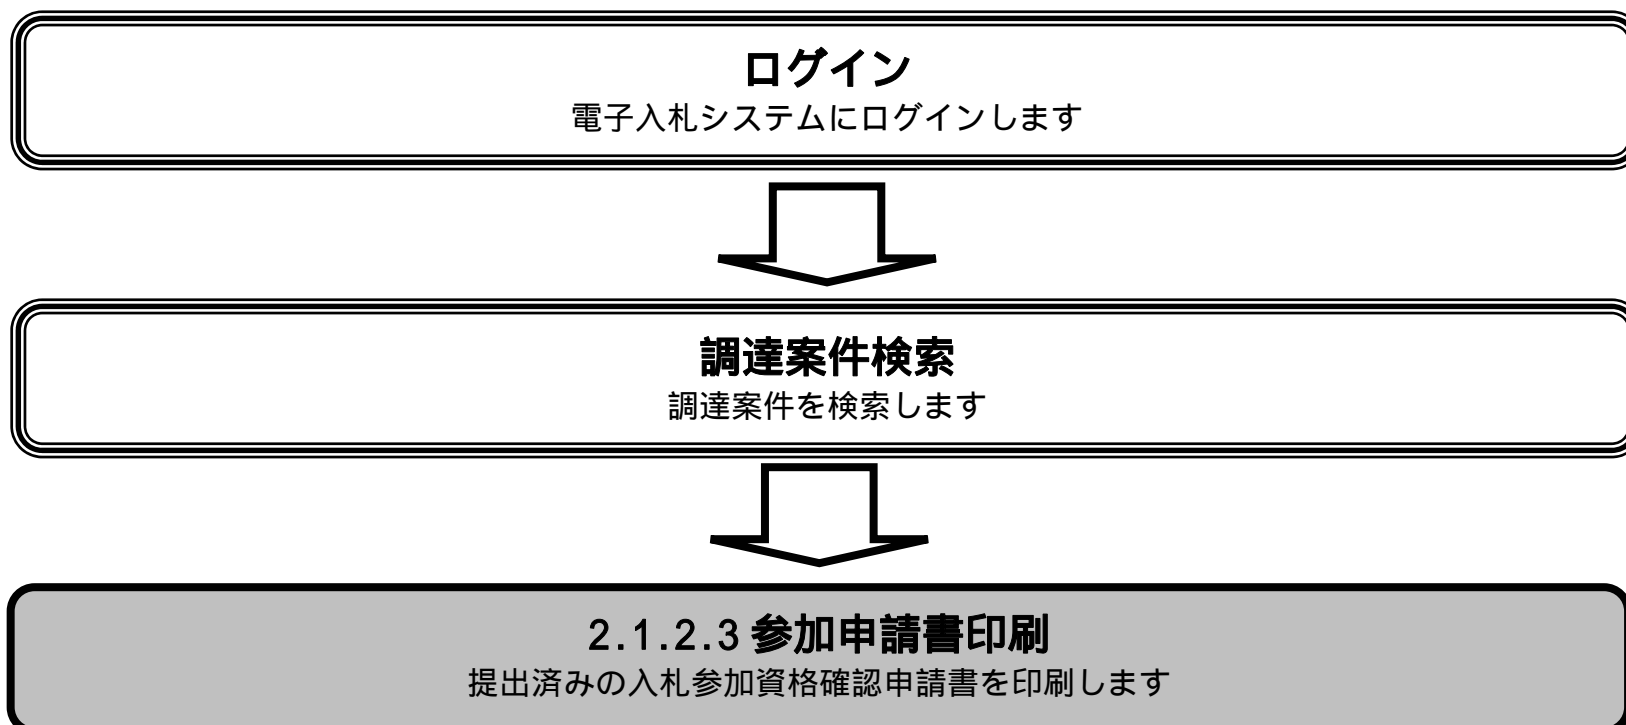 ログイン
電子入札システムにログインします
調達案件検索
調達案件を検索します
2.1.2.3 参加申請書印刷
提出済みの入札参加資格確認申請書を印刷します